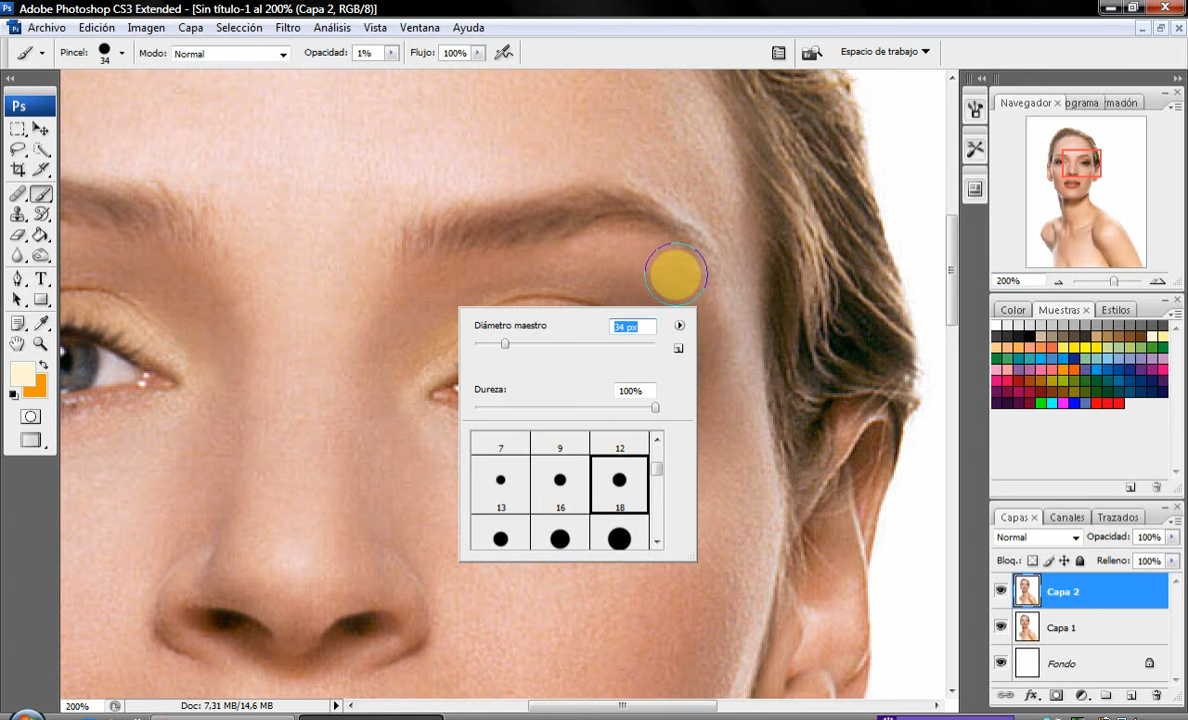 Adobe Photoshop CS3 Extended - [Sin título-1 al 200% (Capa 2, RGB/8)]
Archivo Edición Imagen Capa Selección Filtro Análisis Vista Ventana Ayuda
Pincel: 34 Modo: Normal Opacidad: 1% Flujo: 100% Espacio de trabajo
Ps
Navegador × ograma mación
200%
Color Muestras × Estilos
Diámetro maestro 34 px
Dureza: 100%
7 9 12
13 16 18
Capas × Canales Trazados
Normal Opacidad: 100%
Bloq.: Relleno: 100%
Capa 2
Capa 1
Fondo
200% Doc: 7,31 MB/14,6 MB